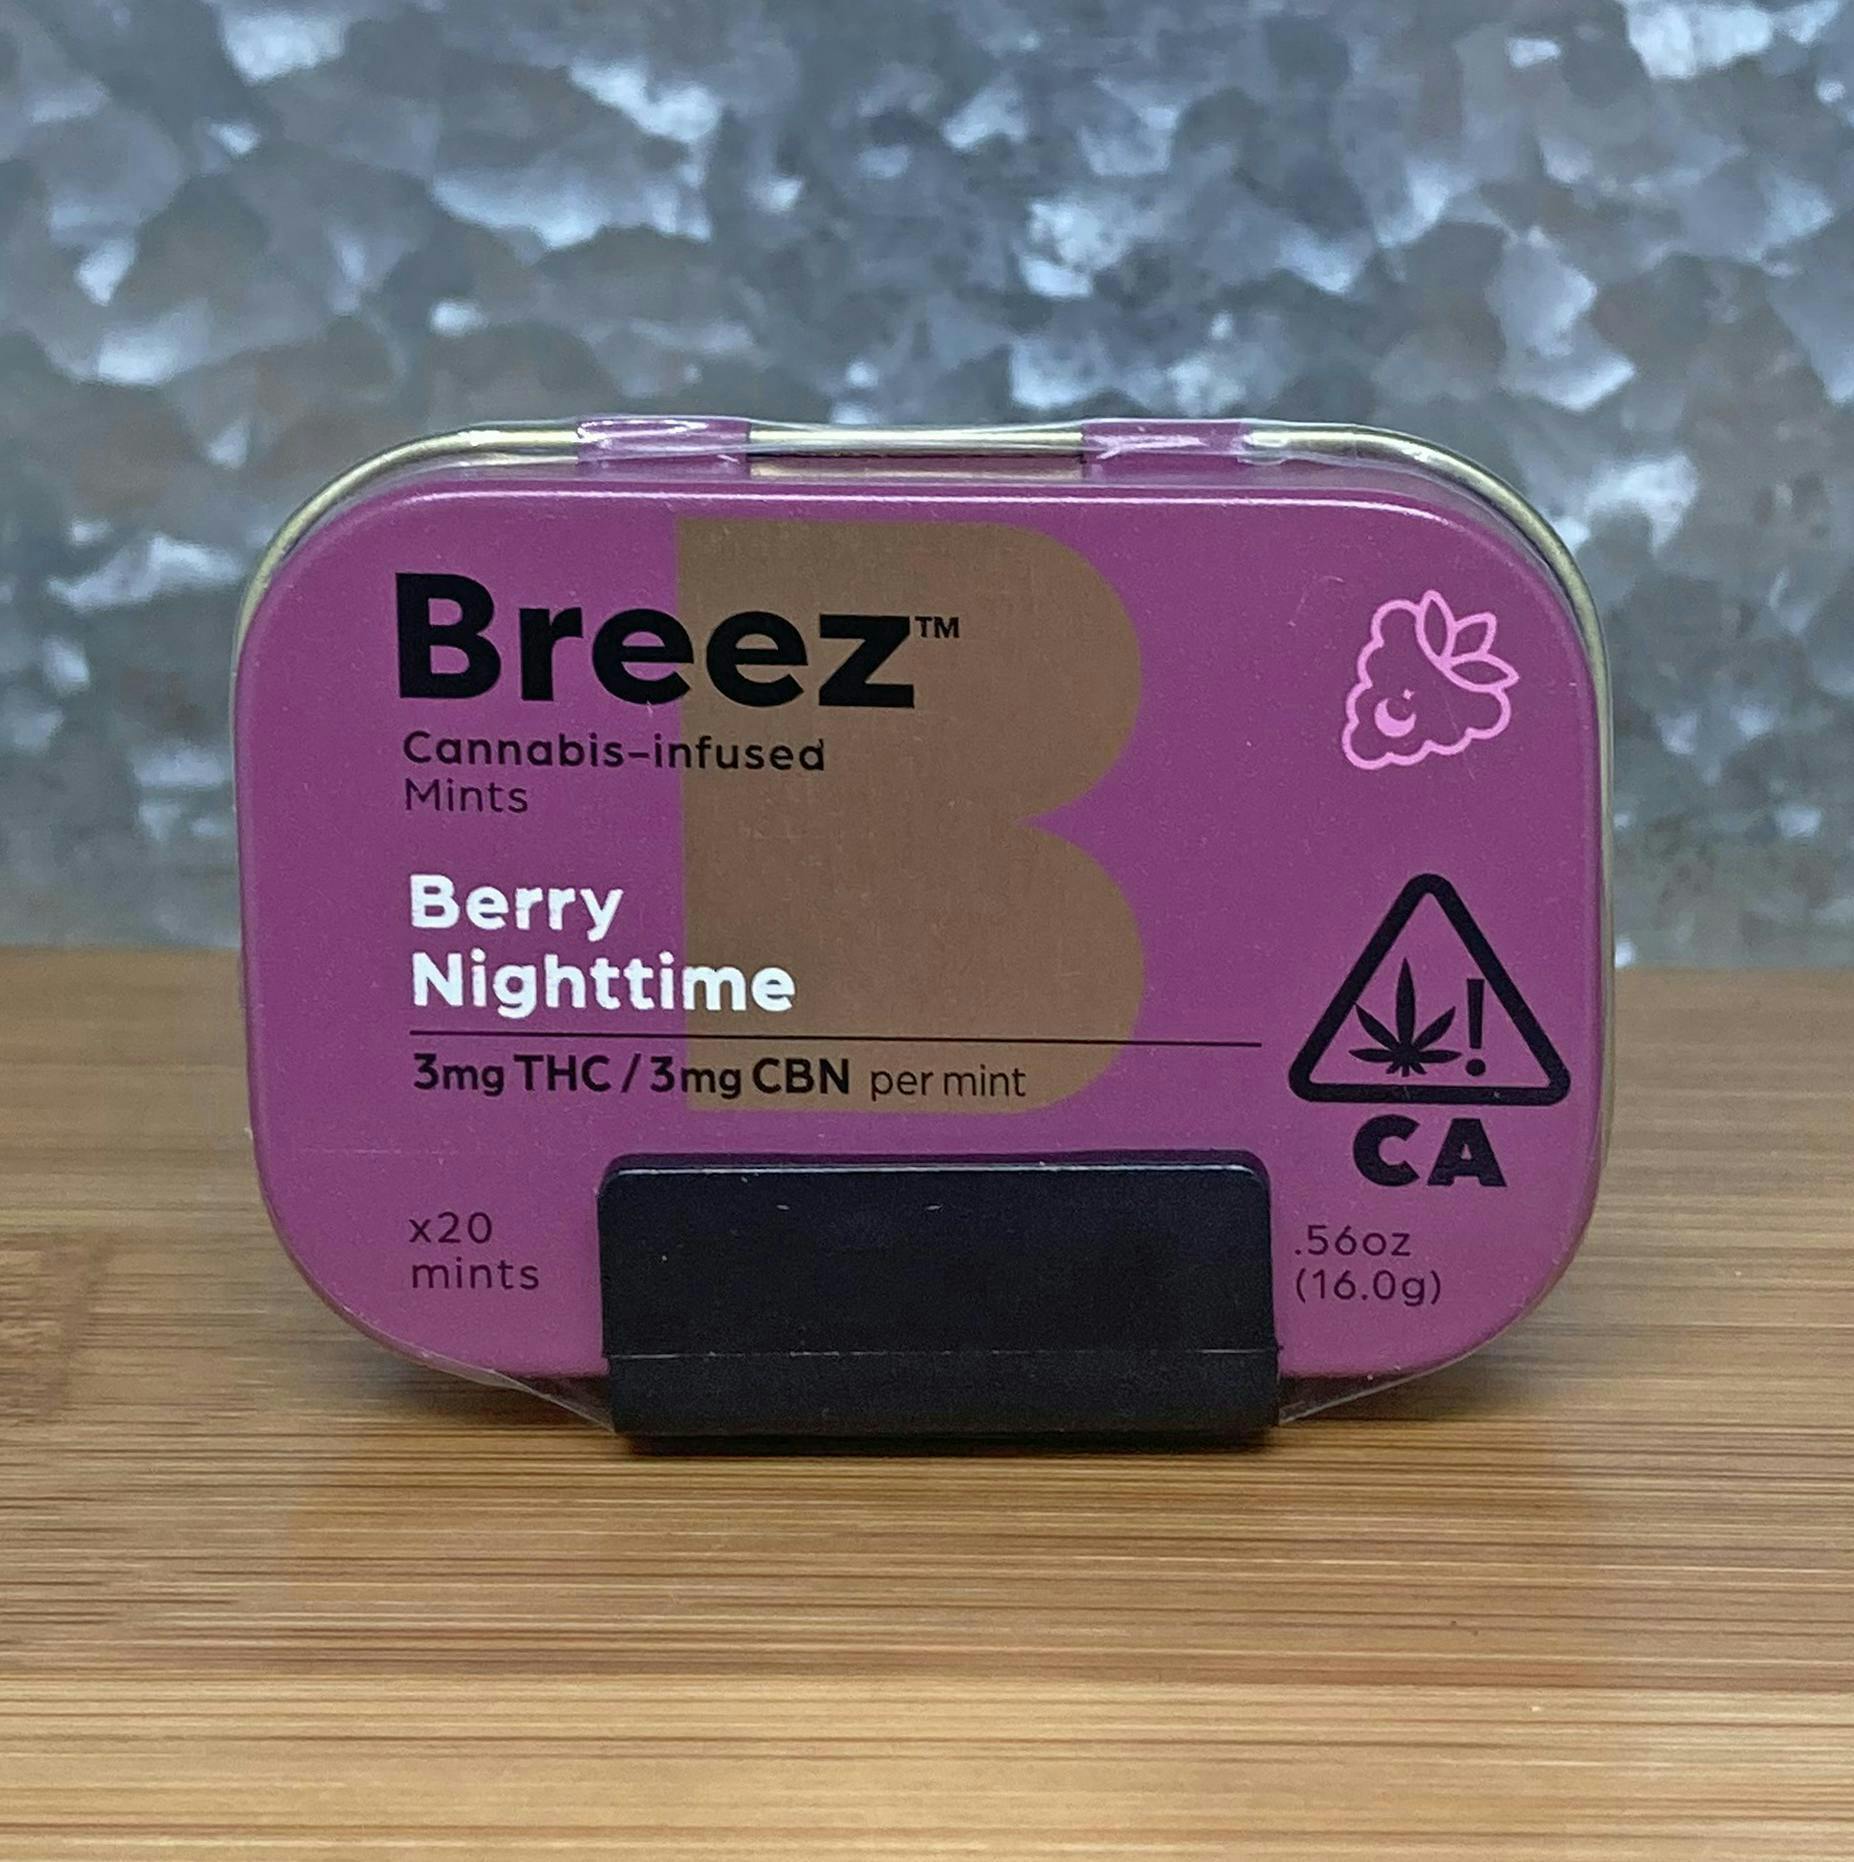 Breez™
Cannabis-infused
Mints
Berry
Nighttime
3mg THC / 3mg CBN per mint
!
CA
x20
mints
.56oz
(16.0g)